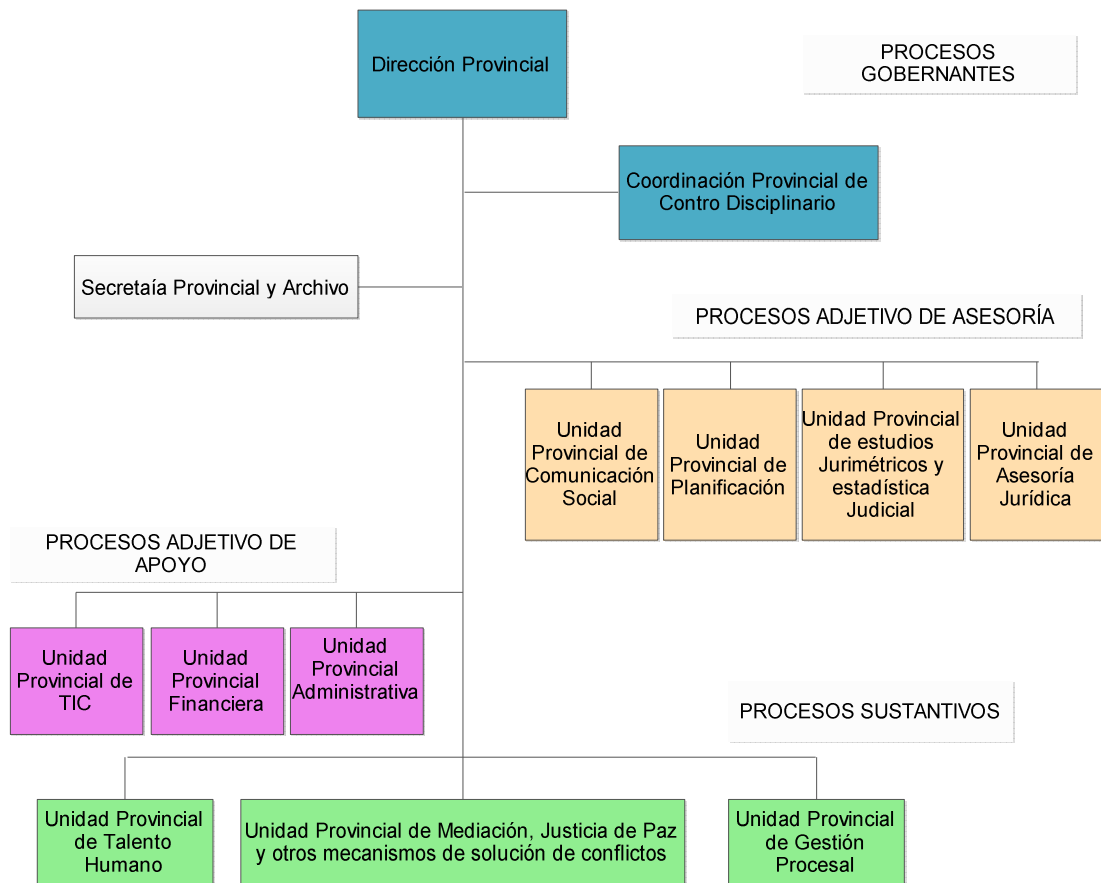 Dirección Provincial
PROCESOS
GOBERNANTES
Coordinación Provincial de
Contro Disciplinario
Secretaía Provincial y Archivo
PROCESOS ADJETIVO DE ASESORÍA
Unidad
Provincial de
Comunicación
Social
Unidad
Provincial de
Planificación
Unidad Provincial
de estudios
Jurimétricos y
estadística
Judicial
Unidad
Provincial de
Asesoría
Jurídica
PROCESOS ADJETIVO DE
APOYO
Unidad
Provincial de
TIC
Unidad
Provincial
Financiera
Unidad
Provincial
Administrativa
PROCESOS SUSTANTIVOS
Unidad Provincial
de Talento
Humano
Unidad Provincial de Mediación, Justicia de Paz
y otros mecanismos de solución de conflictos
Unidad Provincial
de Gestión
Procesal